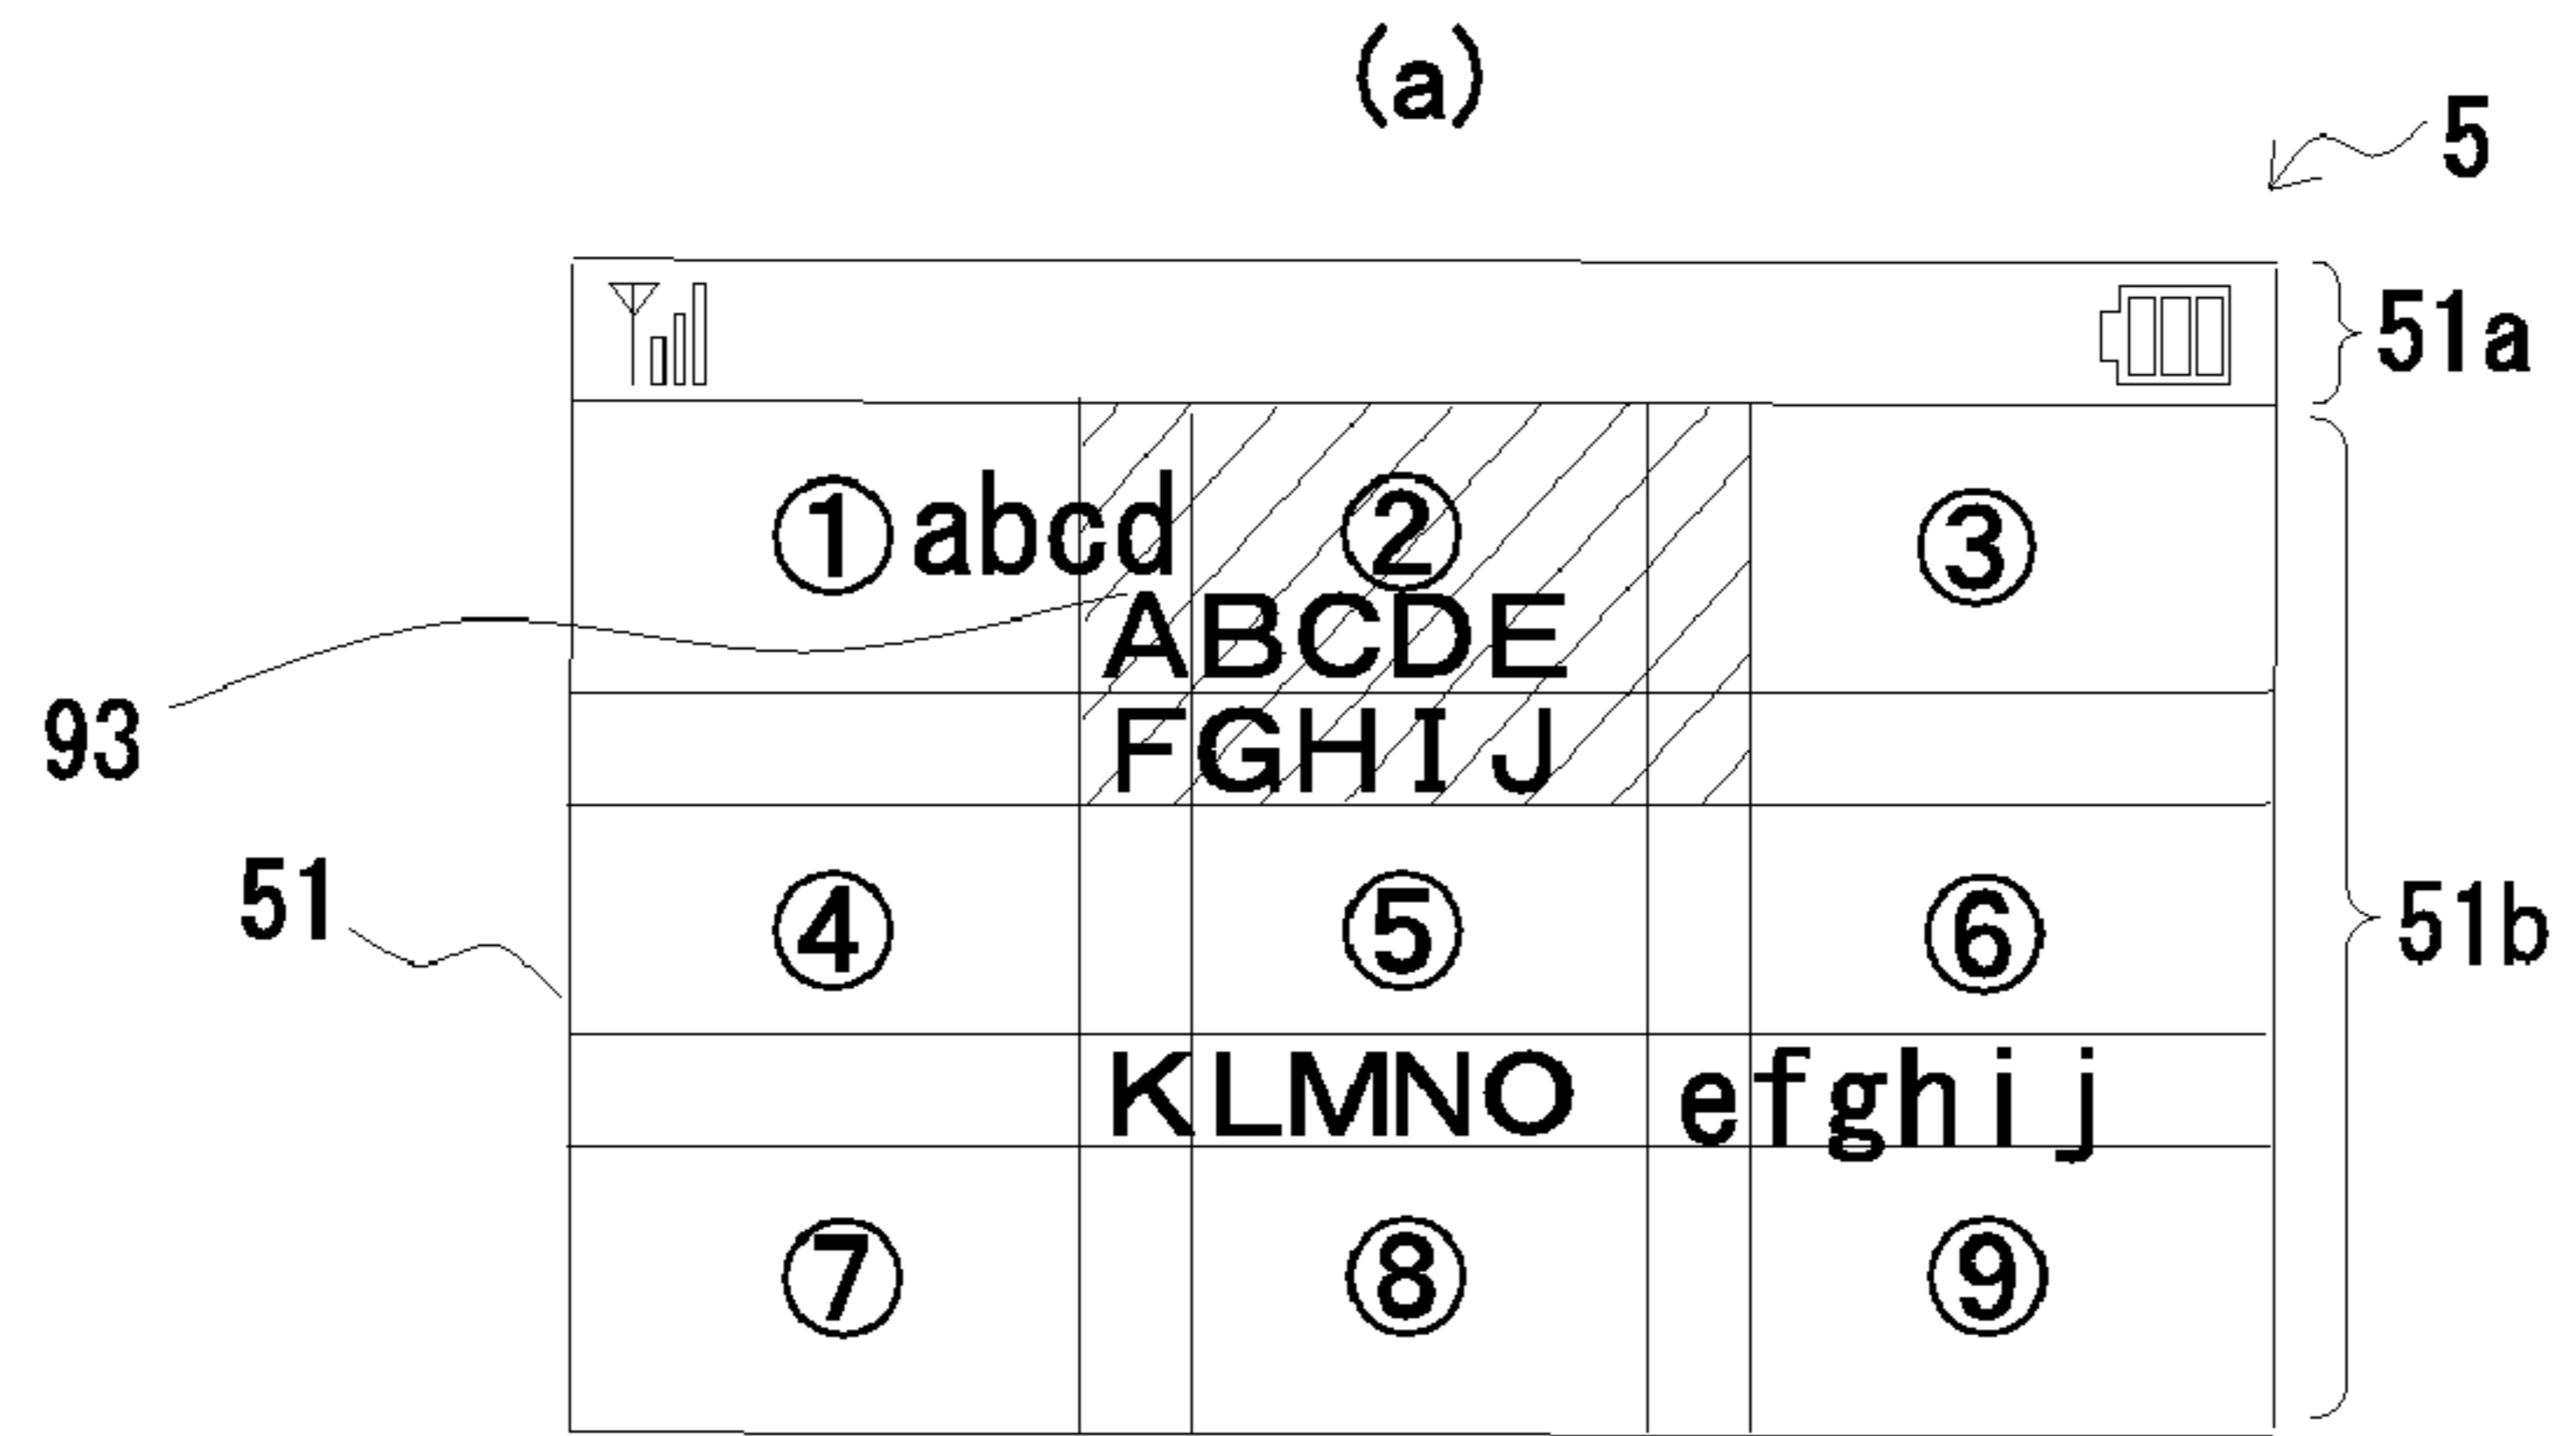 (a)
5
51a
①abcd ② ③
ABCDE
93
FGHIJ
51
④ ⑤ ⑥
51b
KLMNO efghij
⑦ ⑧ ⑨